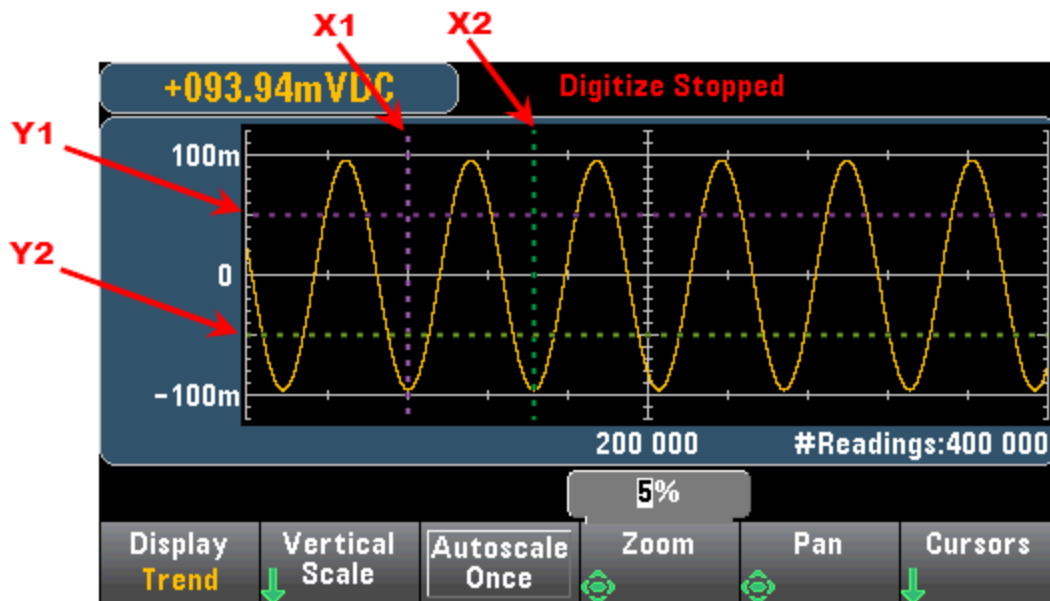 X1
X2
+093.94mVDC
Digitize Stopped
Y1
100m
Y2
0
-100m
200 000
#Readings:400 000
5%
Display
Trend
Vertical
Scale
Autoscale
Once
Zoom
Pan
Cursors